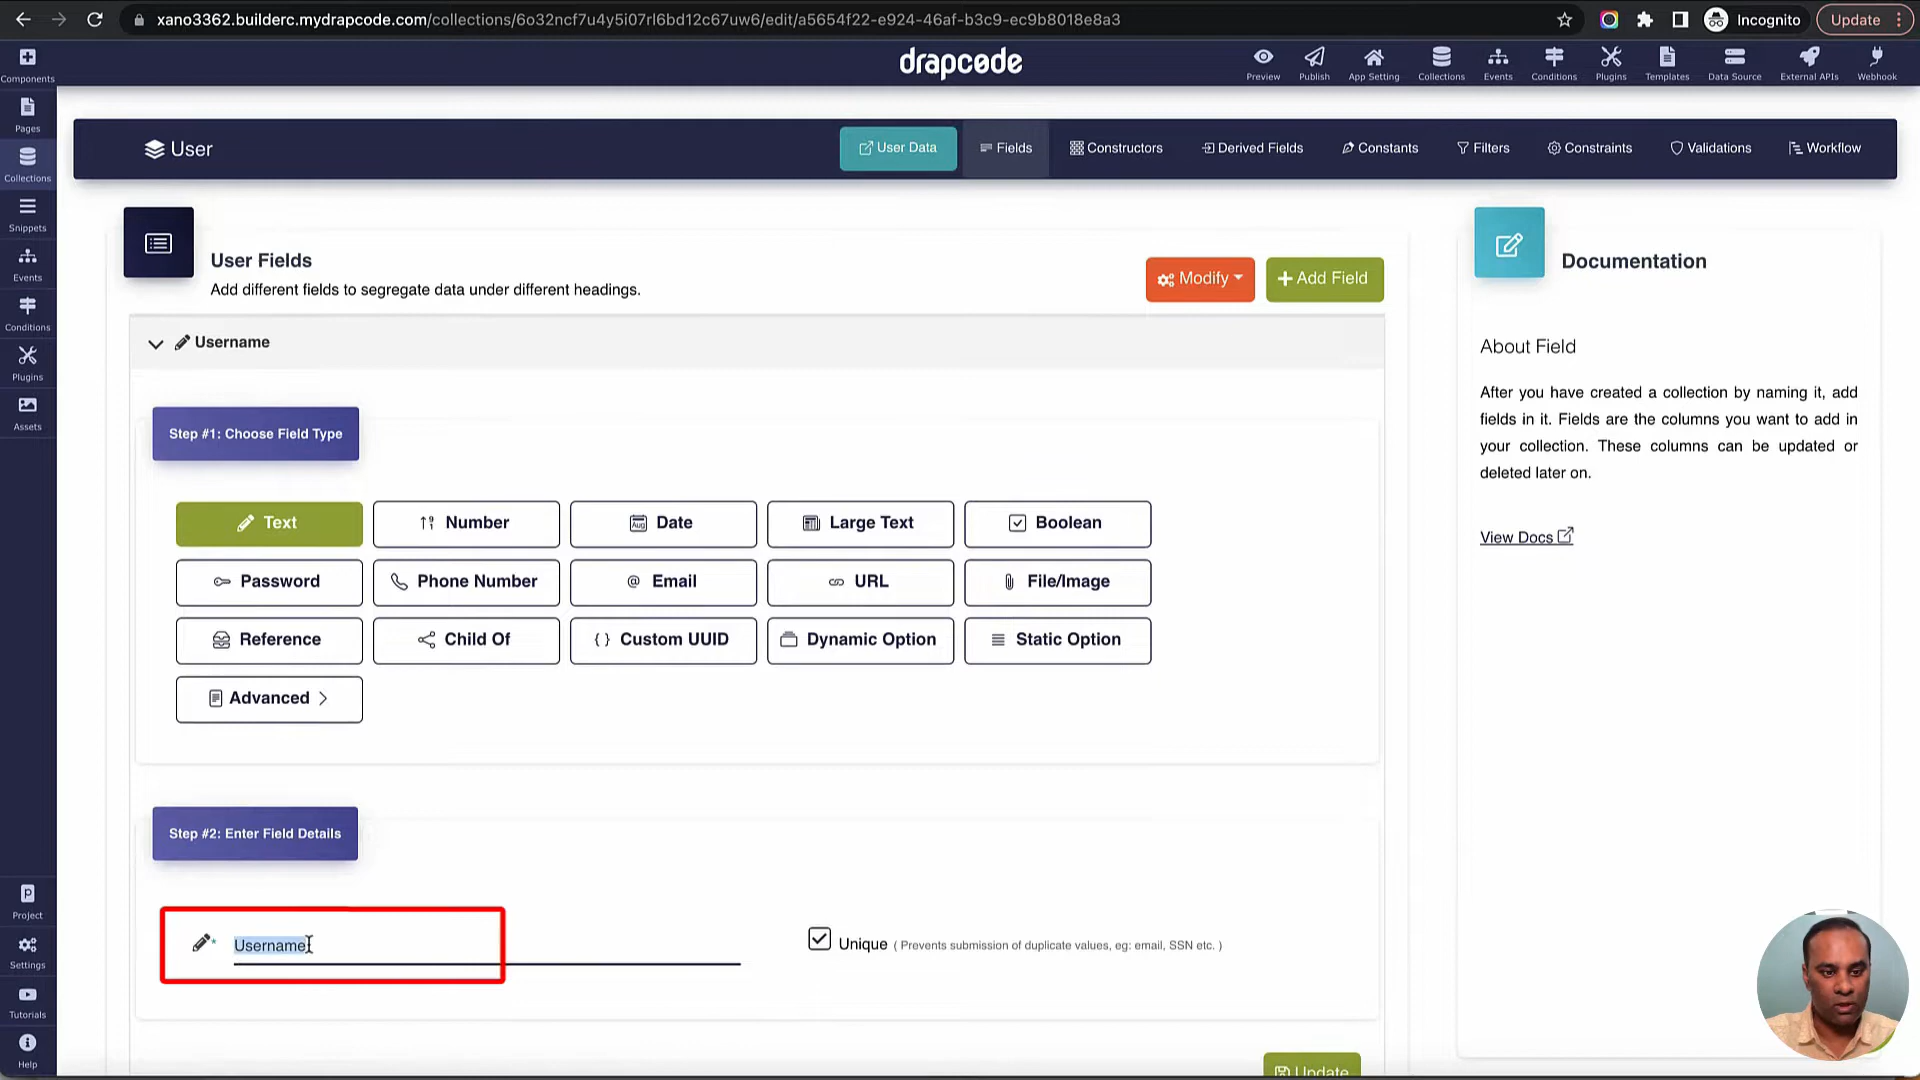 xano3362.builderc.mydrapcode.com/collections/6o32ncf7u4y5i07rl6bd12c67uw6/edit/a5654f22-e924-46af-b3c9-ec9b8018e8a3
Incognito
Update
drapcode
Components
Preview
Publish
App Setting
Collections
Events
Conditions
Plugins
Templates
Data Source
External APIs
Webhook
Pages
Collections
Snippets
Events
Conditions
Plugins
Assets
Project
Settings
Tutorials
Help
User
User Data
Fields
Constructors
Derived Fields
Constants
Filters
Constraints
Validations
Workflow
User Fields
Add different fields to segregate data under different headings.
Modify
Add Field
Username
Step #1: Choose Field Type
Text
Number
Date
Large Text
Boolean
Password
Phone Number
Email
URL
File/Image
Reference
Child Of
Custom UUID
Dynamic Option
Static Option
Advanced
Step #2: Enter Field Details
Username
Unique ( Prevents submission of duplicate values, eg: email, SSN etc. )
Update
Documentation
About Field
After you have created a collection by naming it, add
fields in it. Fields are the columns you want to add in
your collection. These columns can be updated or
deleted later on.
View Docs